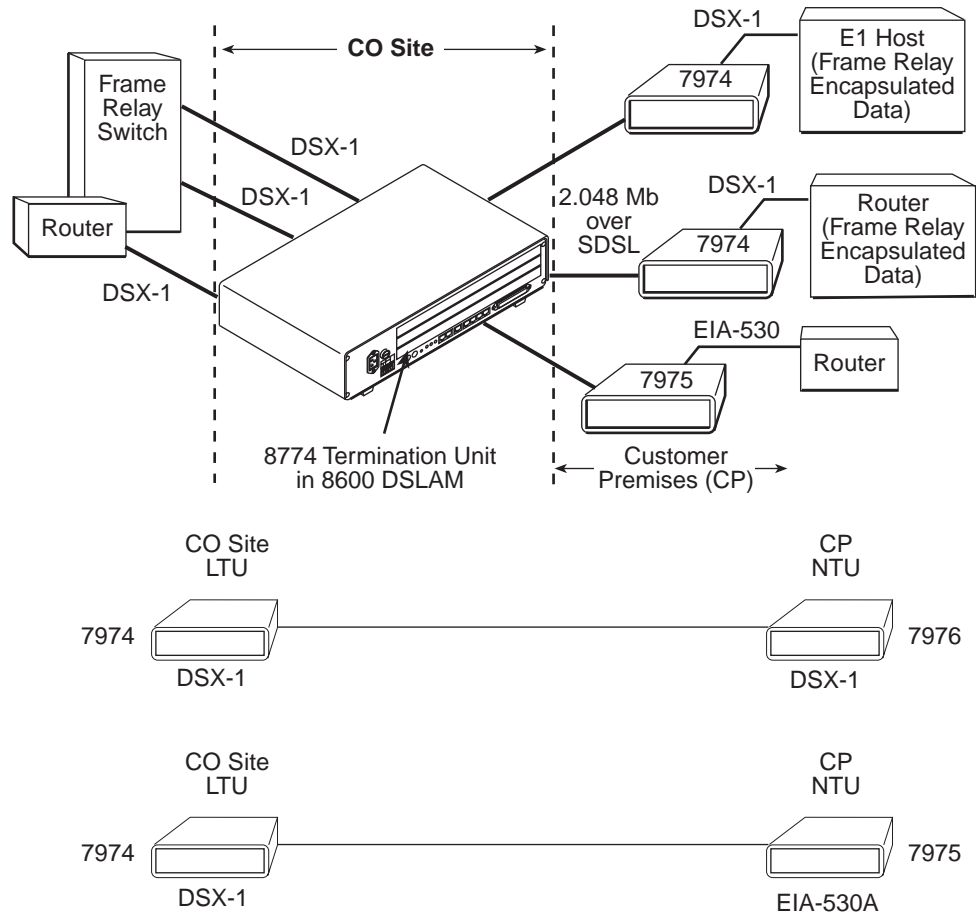 CO Site
DSX-1
E1 Host
(Frame Relay
Encapsulated
Data)
7974
Frame
Relay
Switch
DSX-1
DSX-1
Router
DSX-1
2.048 Mb
over
SDSL
DSX-1
Router
(Frame Relay
Encapsulated
Data)
7974
EIA-530
Router
7975
8774 Termination Unit
in 8600 DSLAM
Customer
Premises (CP)
CO Site
LTU
CP
NTU
7974
7976
DSX-1
DSX-1
CO Site
LTU
CP
NTU
7974
7975
DSX-1
EIA-530A